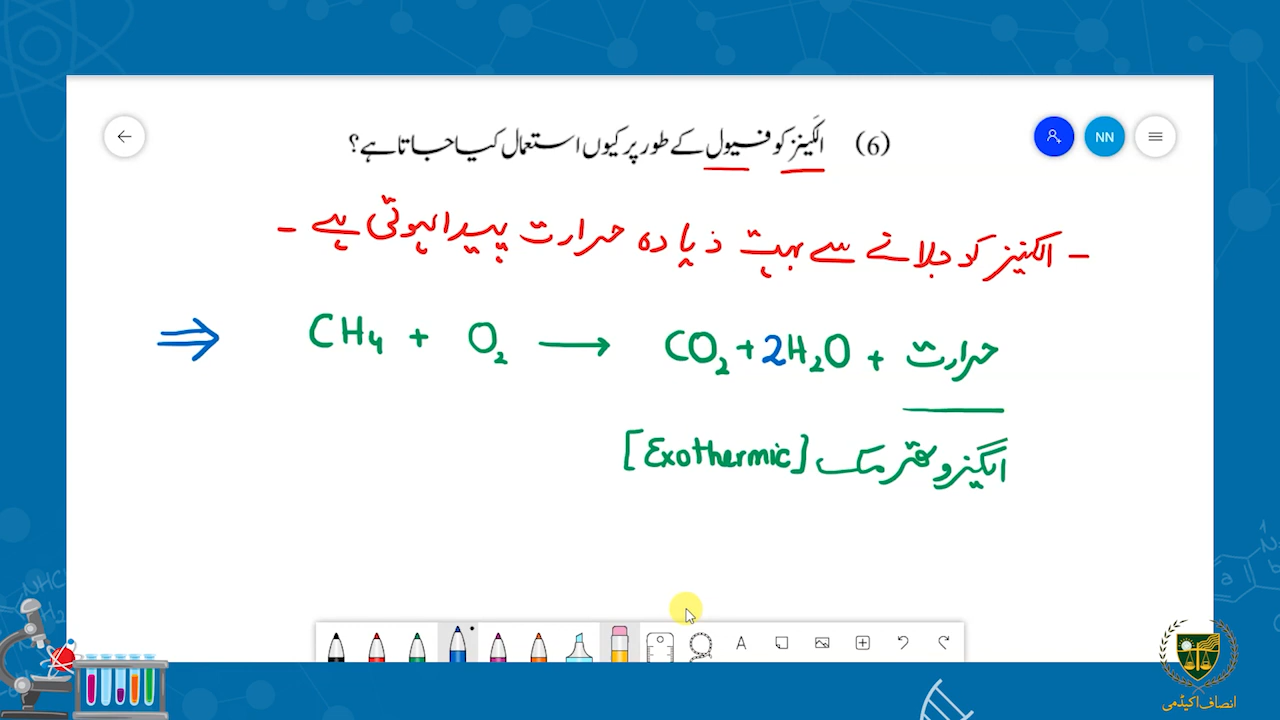 (6) الکینز کو فیول کے طور پر کیوں استعمال کیا جاتا ہے؟
NN
- الکینز کو جلانے سے بہت زیادہ حرارت پیدا ہوتی ہے -
⇒ CH₄ + O₂ → CO₂ + 2H₂O + حرارت
ایگزوتھرمک [Exothermic]
A
انصاف اکیڈمی